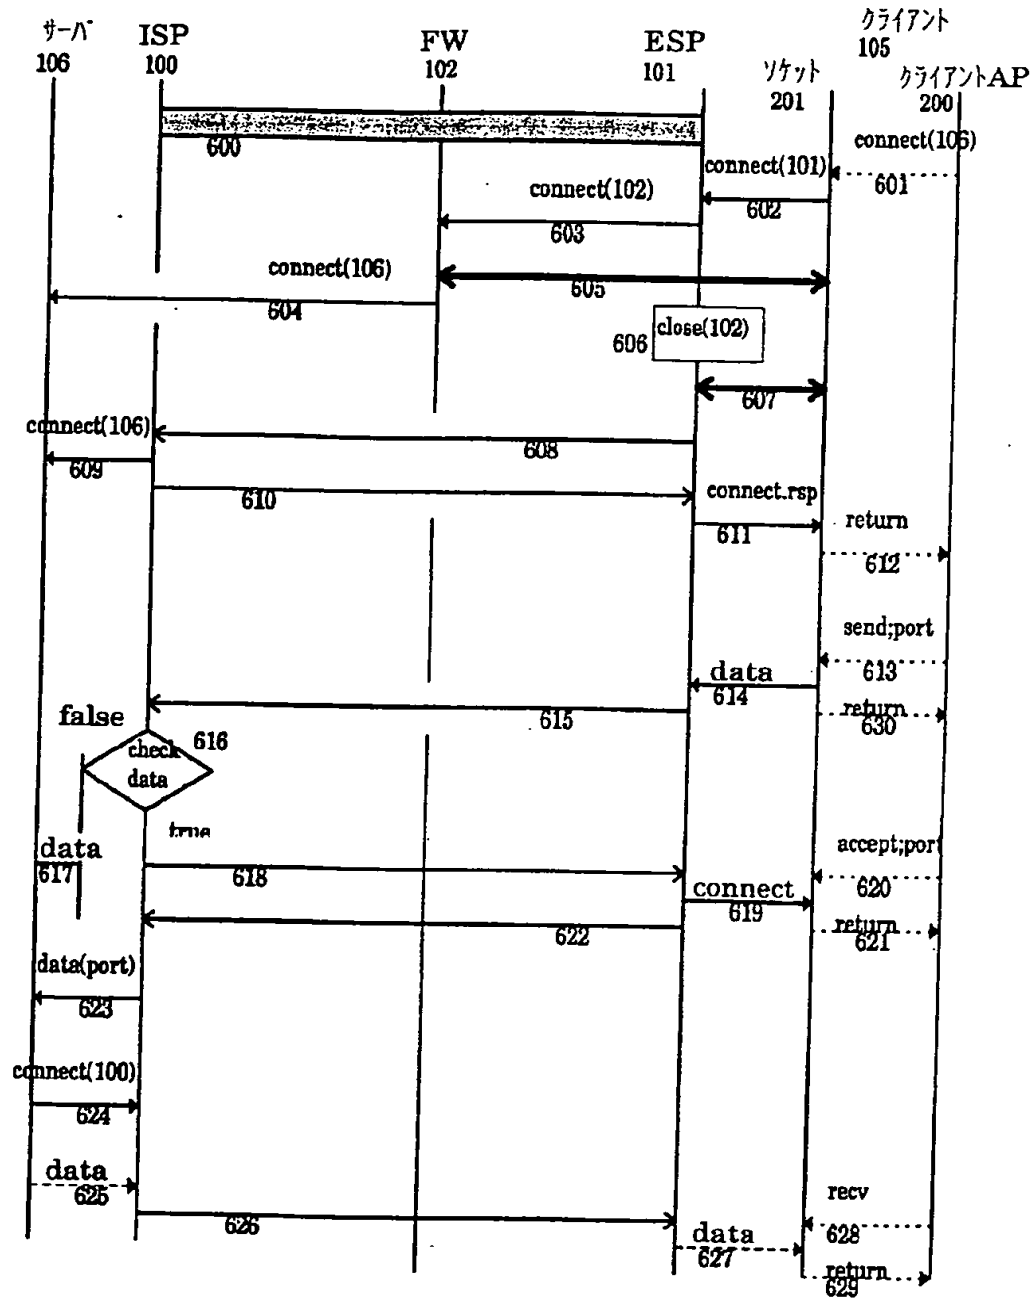 サーバ
106
ISP
100
FW
102
ESP
101
クライアント
105
ソケット
201
クライアントAP
200
600
connect(106)
601
connect(101)
602
connect(102)
603
connect(106)
604
605
606
close(102)
607
608
connect(106)
609
610
connect.rsp
611
return
612
send;port
613
data
614
615
return
630
false
check
data
616
true
data
617
618
accept;port
620
connect
619
return
621
622
data(port)
623
connect(100)
624
data
625
626
recv
628
data
627
return
629